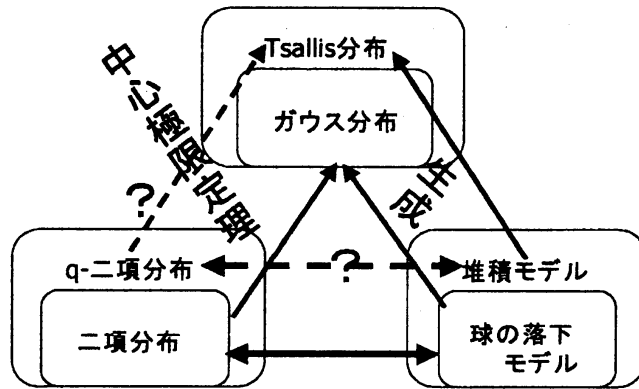 Tsallis分布
ガウス分布
中心極限定理
生成
?
q-二項分布
?
堆積モデル
二項分布
球の落下
モデル